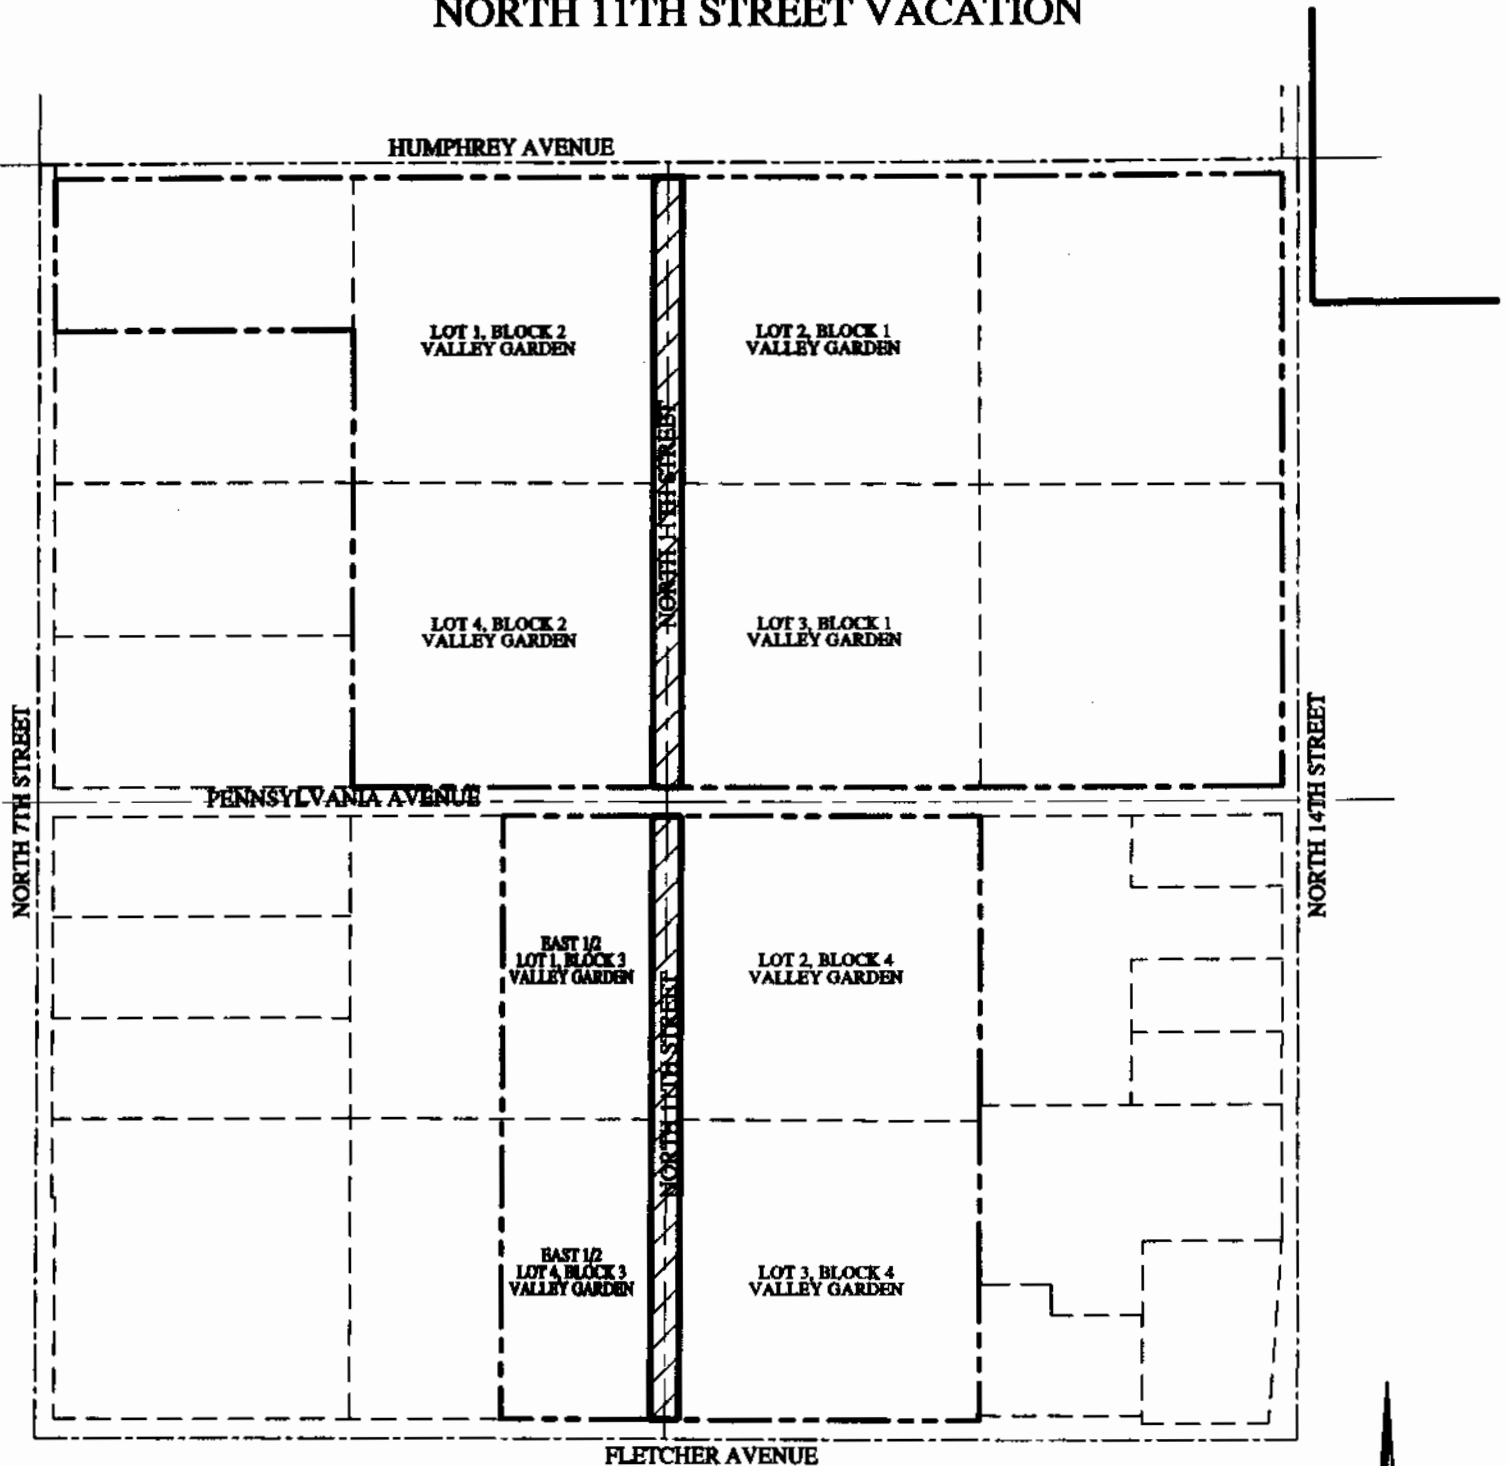 NORTH 11TH STREET VACATION
HUMPHREY AVENUE
LOT 1, BLOCK 2
VALLEY GARDEN
LOT 2, BLOCK 1
VALLEY GARDEN
NORTH 11TH STREET
LOT 4, BLOCK 2
VALLEY GARDEN
LOT 3, BLOCK 1
VALLEY GARDEN
NORTH 7TH STREET
PENNSYLVANIA AVENUE
NORTH 14TH STREET
EAST 1/2
LOT 1, BLOCK 3
VALLEY GARDEN
LOT 2, BLOCK 4
VALLEY GARDEN
NORTH 11TH STREET
EAST 1/2
LOT 4, BLOCK 3
VALLEY GARDEN
LOT 3, BLOCK 4
VALLEY GARDEN
FLETCHER AVENUE